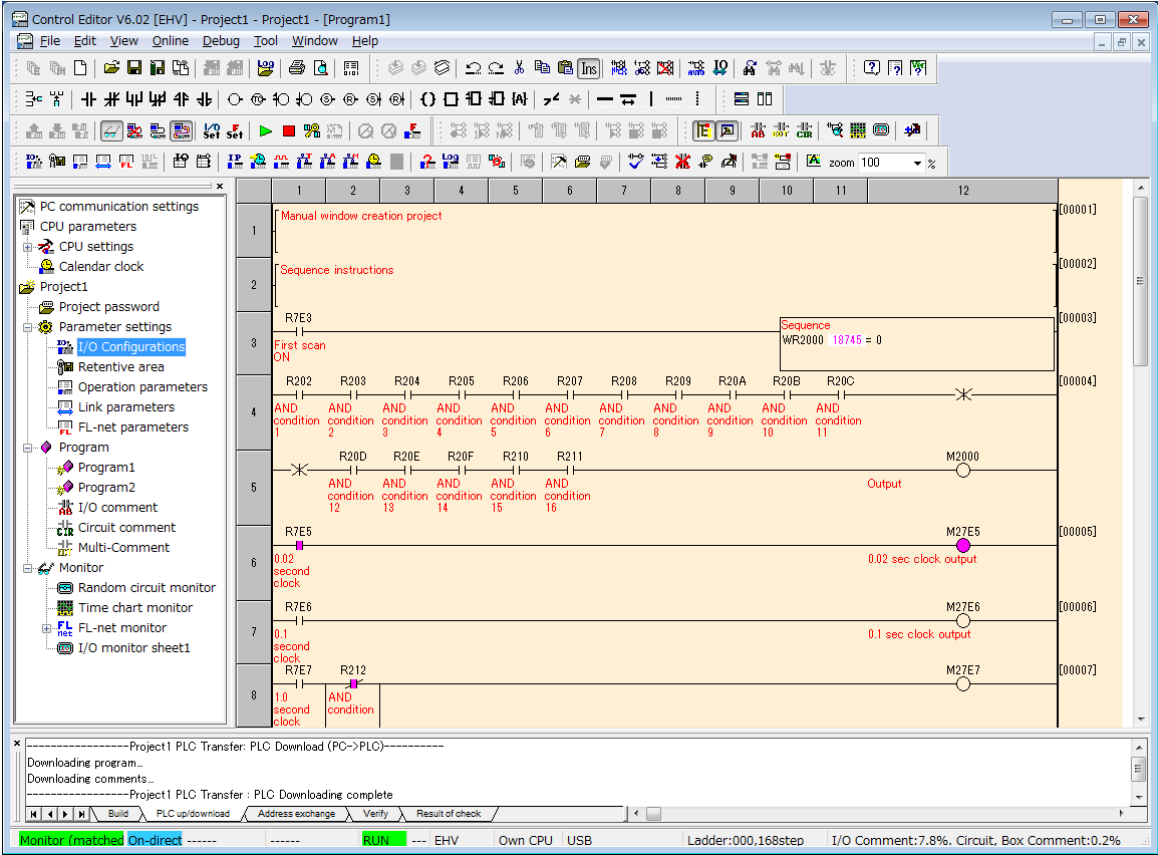 Control Editor V6.02 [EHV] - Project1 - Project1 - [Program1]
File Edit View Online Debug Tool Window Help
Ins
IO
Set Set
zoom 100 %
PC communication settings
CPU parameters
CPU settings
Calendar clock
Project1
Project password
Parameter settings
I/O Configurations
Retentive area
Operation parameters
Link parameters
FL-net parameters
Program
Program1
Program2
I/O comment
Circuit comment
Multi-Comment
Monitor
Random circuit monitor
Time chart monitor
FL-net monitor
I/O monitor sheet1
1 2 3 4 5 6 7 8 9 10 11 12
1 Manual window creation project [00001]
2 Sequence instructions [00002]
R7E3 [00003]
Sequence
3 WR2000 18745 = 0
First scan
ON
R202 R203 R204 R205 R206 R207 R208 R209 R20A R20B R20C [00004]
4 AND AND AND AND AND AND AND AND AND AND AND
condition condition condition condition condition condition condition condition condition condition condition
1 2 3 4 5 6 7 8 9 10 11
R20D R20E R20F R210 R211 M2000
5 AND AND AND AND AND Output
condition condition condition condition condition
12 13 14 15 16
R7E5 M27E5 [00005]
6 0.02 0.02 sec clock output
second
clock
R7E6 M27E6 [00006]
7 0.1 0.1 sec clock output
second
clock
R7E7 R212 M27E7 [00007]
8 1.0 AND
second condition
clock
-----------------Project1 PLC Transfer: PLC Download (PC->PLC)----------
Downloading program...
Downloading comments...
-----------------Project1 PLC Transfer : PLC Downloading complete
Build PLC up/download Address exchange Verify Result of check
Monitor (matched On-direct ------ ------ RUN --- EHV Own CPU USB Ladder:000,168step I/O Comment:7.8%. Circuit, Box Comment:0.2%